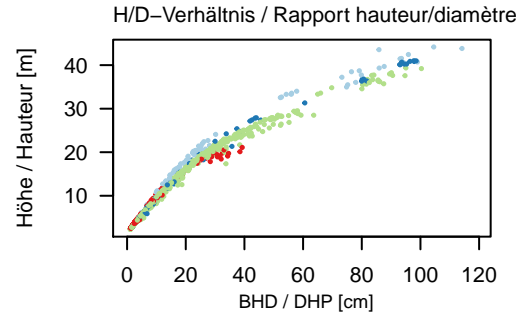 H/D−Verhältnis / Rapport hauteur/diamètre
Höhe / Hauteur [m]
40
30
20
10
0 20 40 60 80 100 120
BHD / DHP [cm]